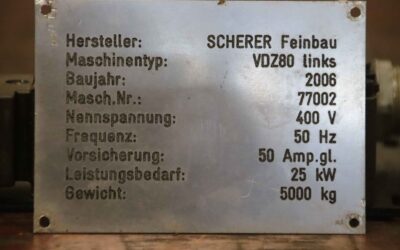 Hersteller: SCHERER Feinbau
Maschinentyp: VDZ80 links
Baujahr: 2006
Masch.Nr.: 77002
Nennspannung: 400 V
Frequenz: 50 Hz
Vorsicherung: 50 Amp.gl.
Leistungsbedarf: 25 kW
Gewicht: 5000 kg